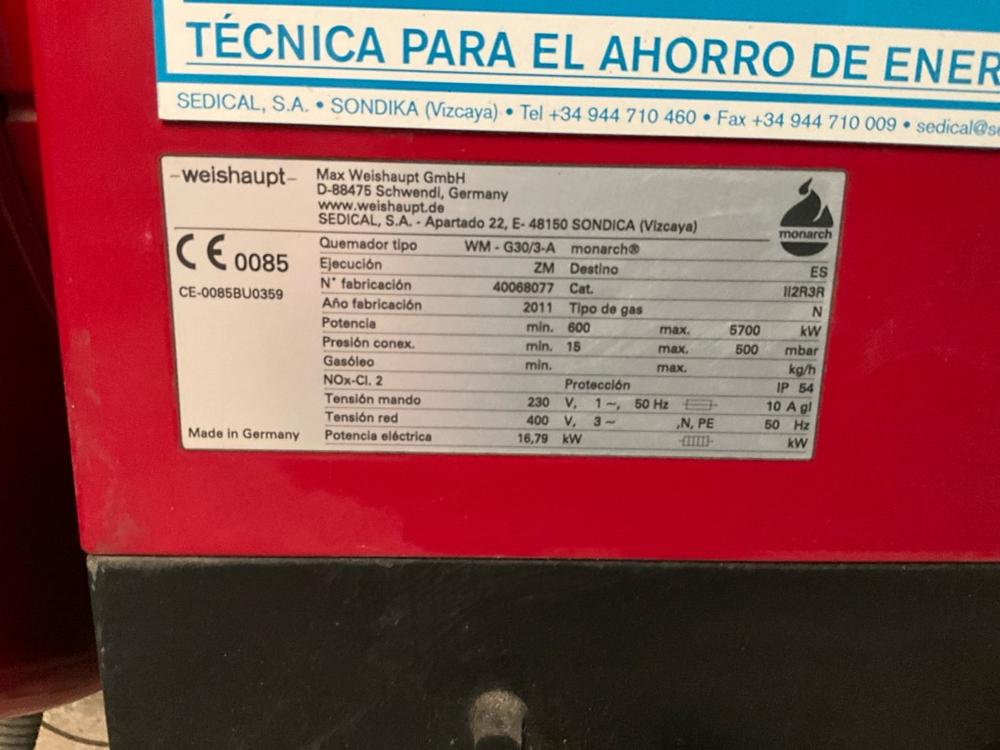 TÉCNICA PARA EL AHORRO DE ENER
SEDICAL, S.A. • SONDIKA (Vizcaya) • Tel +34 944 710 460 • Fax +34 944 710 009 • sedical@se
-weishaupt-
Max Weishaupt GmbH
D-88475 Schwendi, Germany
www.weishaupt.de
SEDICAL, S.A. - Apartado 22, E- 48150 SONDICA (Vizcaya)
monarch
CE 0085
CE-0085BU0359
Quemador tipo WM - G30/3-A monarch®
Ejecución ZM Destino ES
N° fabricación 40068077 Cat. II2R3R
Año fabricación 2011 Tipo de gas N
Potencia min. 600 max. 5700 kW
Presión conex. min. 15 max. 500 mbar
Gasóleo min. max. kg/h
NOx-Cl. 2 Protección IP 54
Tensión mando 230 V, 1~, 50 Hz 10 A gl
Tensión red 400 V, 3~ ,N, PE 50 Hz
Potencia eléctrica 16,79 kW kW
Made in Germany